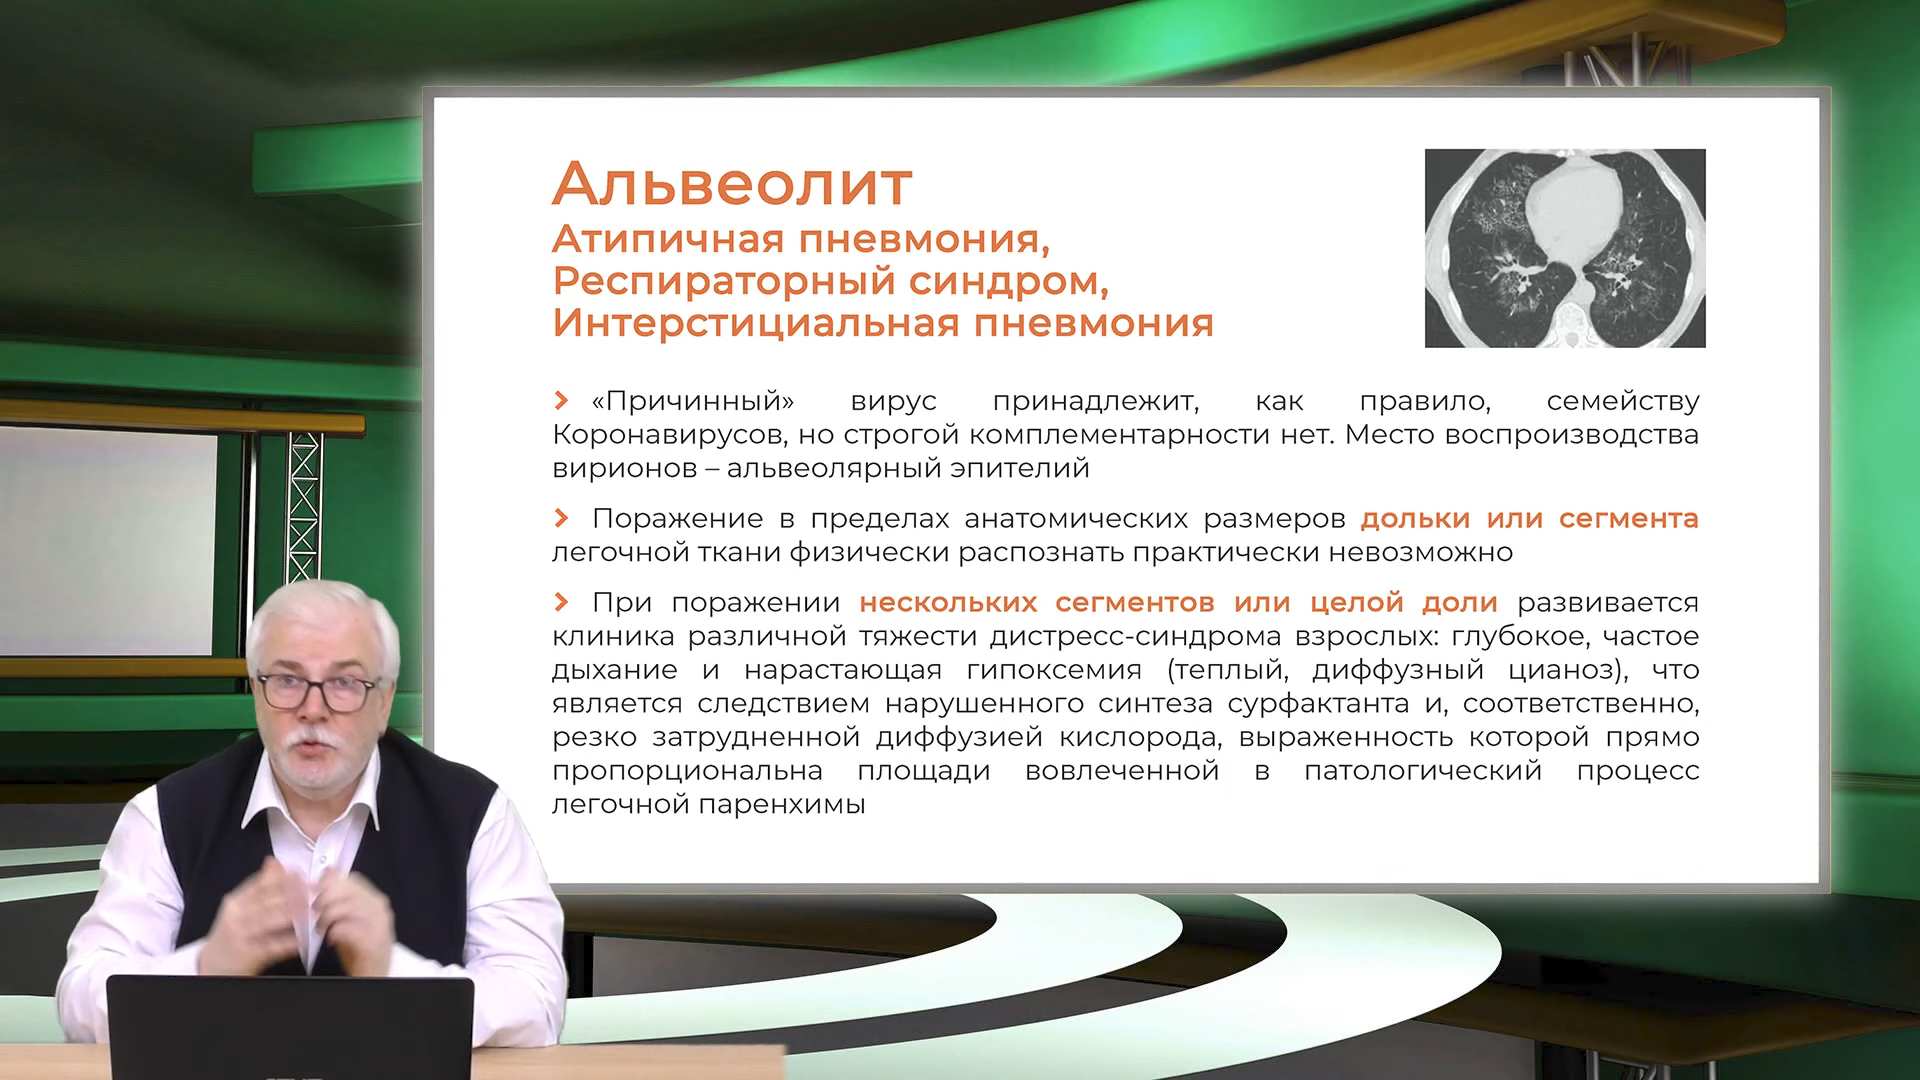 Альвеолит
Атипичная пневмония,
Респираторный синдром,
Интерстициальная пневмония
«Причинный» вирус принадлежит, как правило, семейству
Коронавирусов, но строгой комплементарности нет. Место воспроизводства
вирионов – альвеолярный эпителий
Поражение в пределах анатомических размеров дольки или сегмента
легочной ткани физически распознать практически невозможно
При поражении нескольких сегментов или целой доли развивается
клиника различной тяжести дистресс-синдрома взрослых: глубокое, частое
дыхание и нарастающая гипоксемия (теплый, диффузный цианоз), что
является следствием нарушенного синтеза сурфактанта и, соответственно,
резко затрудненной диффузией кислорода, выраженность которой прямо
пропорциональна площади вовлеченной в патологический процесс
легочной паренхимы